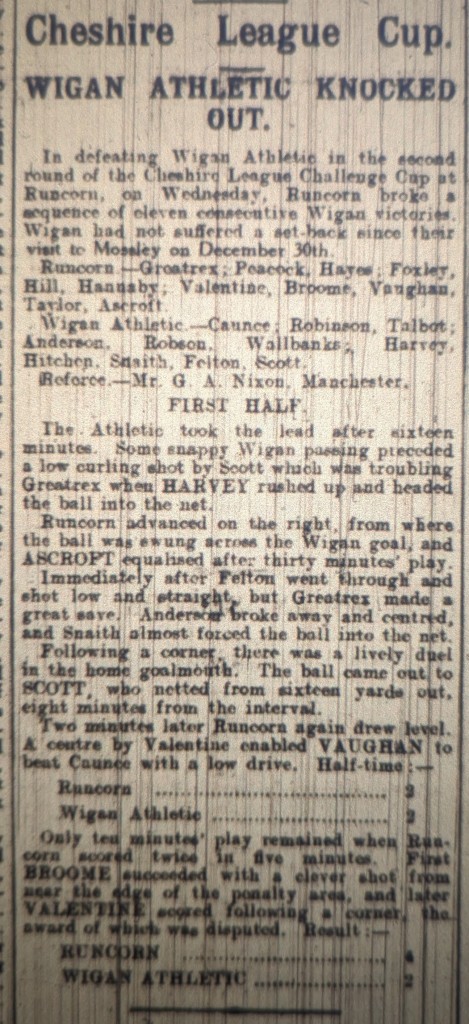 Cheshire League Cup.
WIGAN ATHLETIC KNOCKED
OUT.
In defeating Wigan Athletic in the second
round of the Cheshire League Challenge Cup at
Runcorn, on Wednesday, Runcorn broke a
sequence of eleven consecutive Wigan victories.
Wigan had not suffered a set-back since their
visit to Mossley on December 30th.
Runcorn.—Greatrex; Peacock, Hayes; Foxley,
Hill, Hannaby; Valentine, Broome, Vaughan,
Taylor, Ascroft.
Wigan Athletic.—Caunce; Robinson, Talbot;
Anderson, Robson, Wallbanks; Harvey,
Hitchen, Snaith, Felton, Scott.
Referee.—Mr. G. A. Nixon, Manchester.
FIRST HALF.
The Athletic took the lead after sixteen
minutes. Some snappy Wigan passing preceded
a low curling shot by Scott which was troubling
Greatrex when HARVEY rushed up and headed
the ball into the net.
Runcorn advanced on the right, from where
the ball was swung across the Wigan goal, and
ASCROFT equalised after thirty minutes' play.
Immediately after Felton went through and
shot low and straight, but Greatrex made a
great save. Anderson broke away and centred,
and Snaith almost forced the ball into the net.
Following a corner, there was a lively duel
in the home goalmouth. The ball came out to
SCOTT, who netted from sixteen yards out,
eight minutes from the interval.
Two minutes later Runcorn again drew level.
A centre by Valentine enabled VAUGHAN to
beat Caunce with a low drive. Half-time:—
Runcorn .......................................... 2
Wigan Athletic ................................ 2
Only ten minutes' play remained when Run-
corn scored twice in five minutes. First
BROOME succeeded with a clever shot from
near the edge of the penalty area, and later
VALENTINE scored following a corner, the
award of which was disputed. Result:—
RUNCORN ...................................... 4
WIGAN ATHLETIC .......................... 2